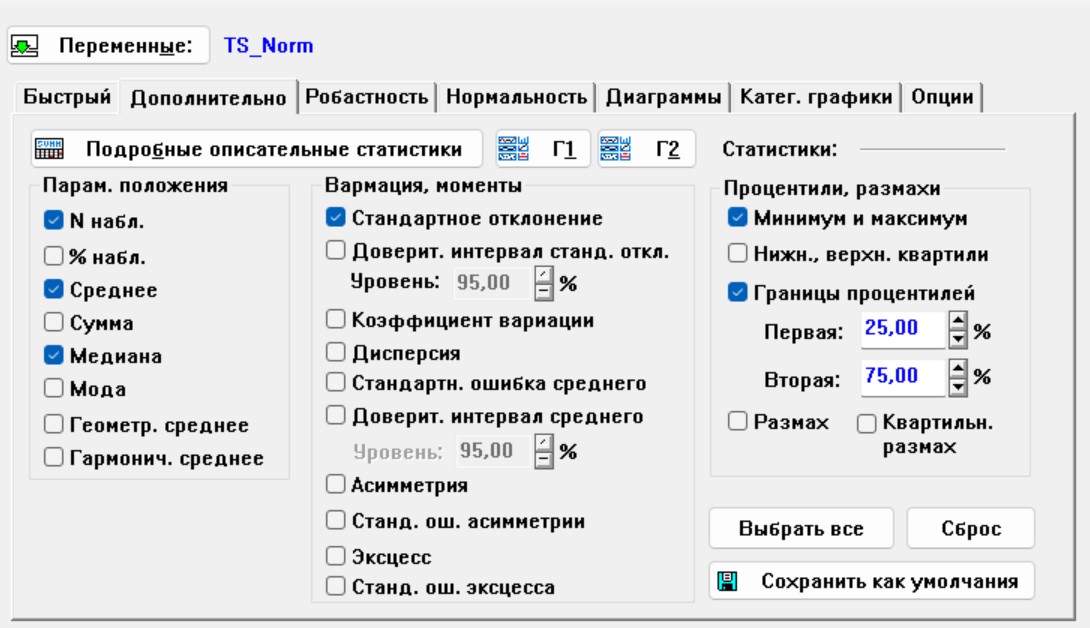 Переменные: TS_Norm
Быстрый Дополнительно Робастность Нормальность Диаграммы Катег. графики Опции
Подробные описательные статистики Г1 Г2 Статистики:
Парам. положения
N набл.
% набл.
Среднее
Сумма
Медиана
Мода
Геометр. среднее
Гармонич. среднее
Вармация, моменты
Стандартное отклонение
Доверит. интервал станд. откл.
Уровень: 95,00 %
Коэффициент вариации
Дисперсия
Стандартн. ошибка среднего
Доверит. интервал среднего
Уровень: 95,00 %
Асимметрия
Станд. ош. асимметрии
Эксцесс
Станд. ош. эксцесса
Процентили, размахи
Минимум и максимум
Нижн., верхн. квартили
Границы процентилей
Первая: 25,00 %
Вторая: 75,00 %
Размах Квартильн.
размах
Выбрать все Сброс
Сохранить как умолчания